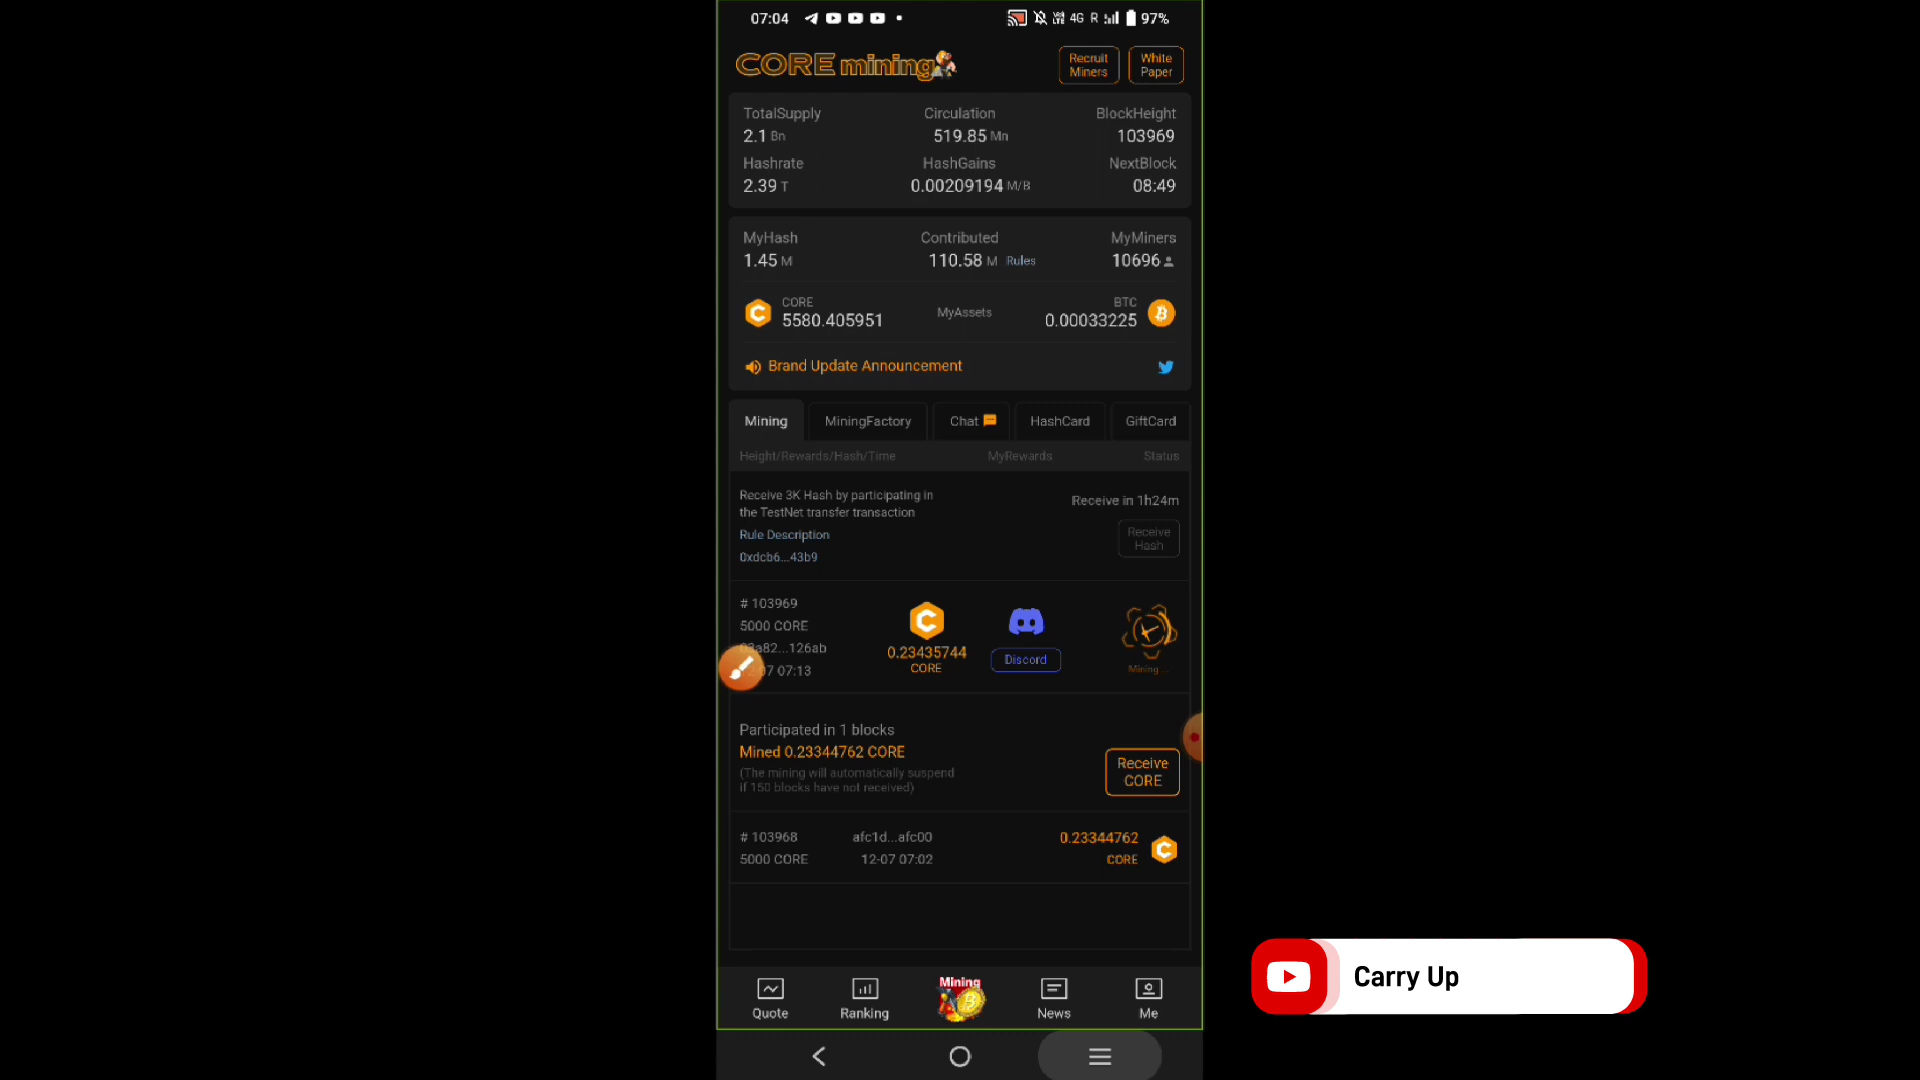 07:04
4G R 97%
CORE mining
Recruit
Miners
White
Paper
TotalSupply Circulation BlockHeight
2.1 Bn 519.85 Mn 103969
Hashrate HashGains NextBlock
2.39 T 0.00209194 M/B 08:49
MyHash Contributed MyMiners
1.45 M 110.58 M Rules 10696
CORE
5580.405951
MyAssets
BTC
0.00033225
Brand Update Announcement
Mining MiningFactory Chat HashCard GiftCard
Height/Rewards/Hash/Time MyRewards Status
Receive 3K Hash by participating in
the TestNet transfer transaction
Rule Description
0xdcb6...43b9
Receive in 1h24m
Receive
Hash
# 103969
5000 CORE
a82...126ab
07 07:13
0.23435744
CORE
Discord
Mining...
Participated in 1 blocks
Mined 0.23344762 CORE
(The mining will automatically suspend
if 150 blocks have not received)
Receive
CORE
# 103968 afc1d...afc00 0.23344762
5000 CORE 12-07 07:02 CORE
Mining
Quote Ranking News Me
Carry Up